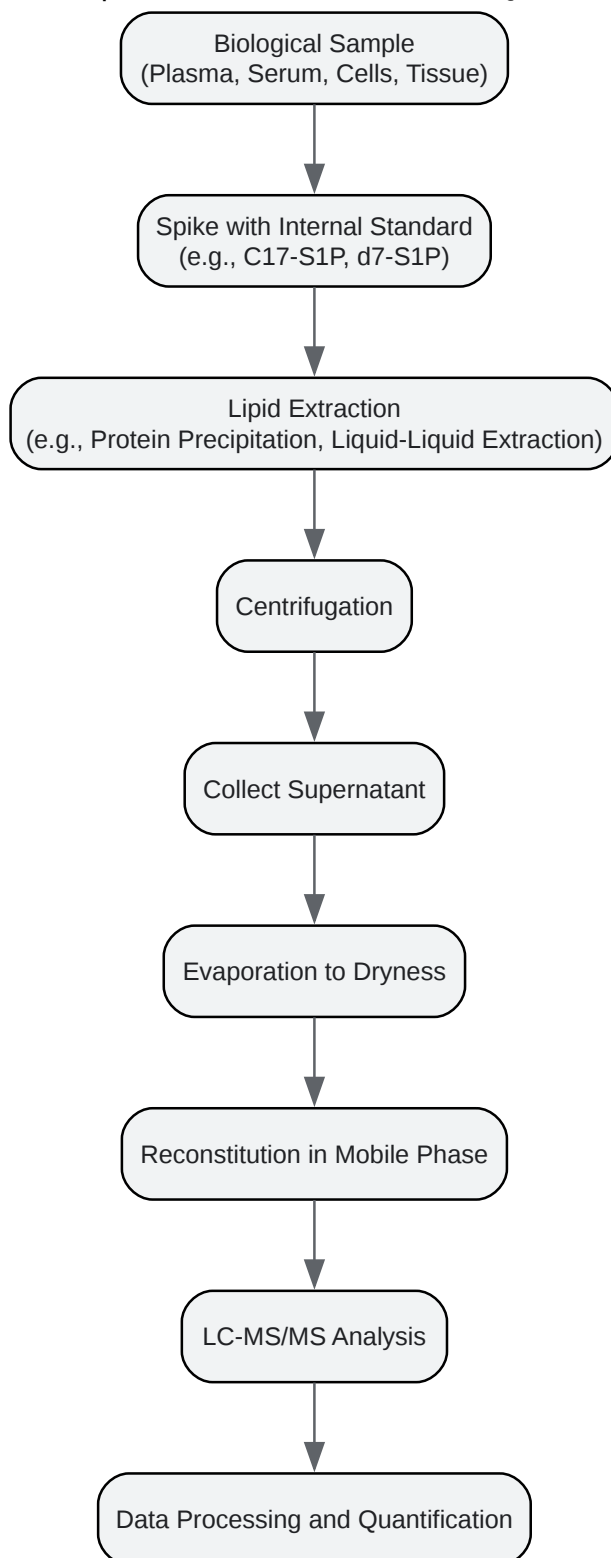 Biological Sample
(Plasma, Serum, Cells, Tissue)
Spike with Internal Standard
(e.g., C17-S1P, d7-S1P)
Lipid Extraction
(e.g., Protein Precipitation, Liquid-Liquid Extraction)
Centrifugation
Collect Supernatant
Evaporation to Dryness
Reconstitution in Mobile Phase
LC-MS/MS Analysis
Data Processing and Quantification